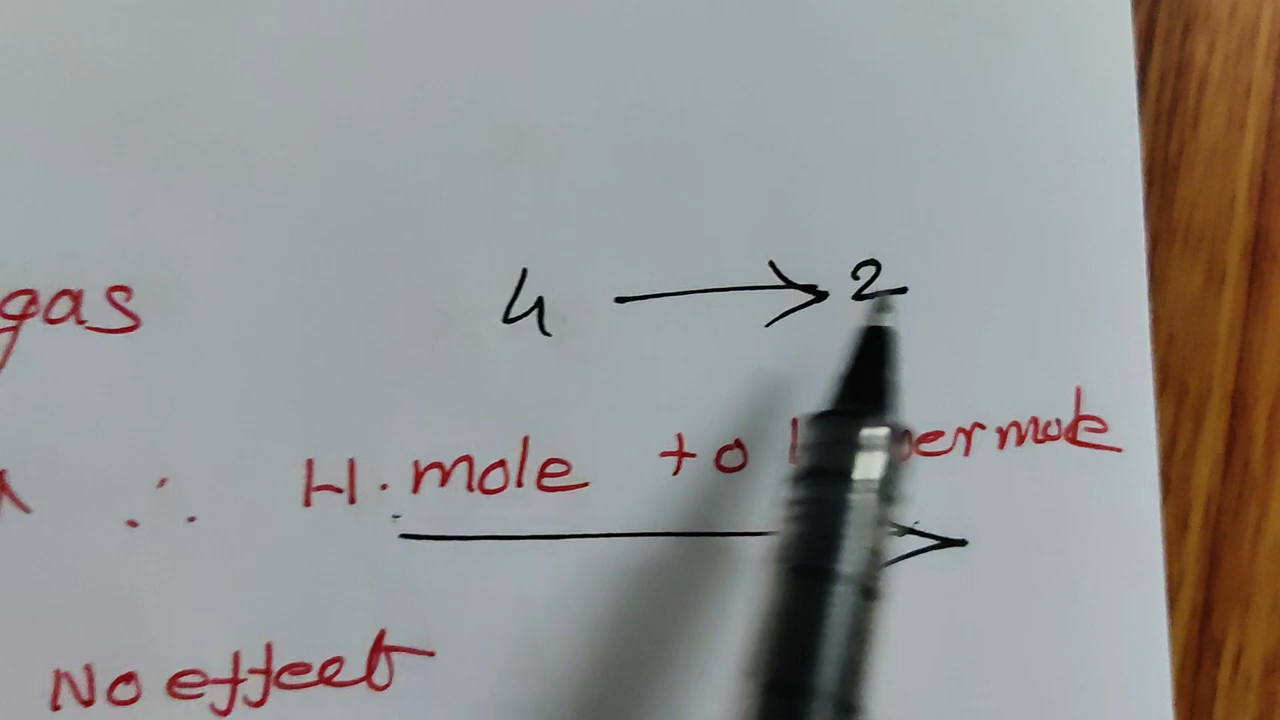 gas
4 → 2
∴ H.mole to
No effect